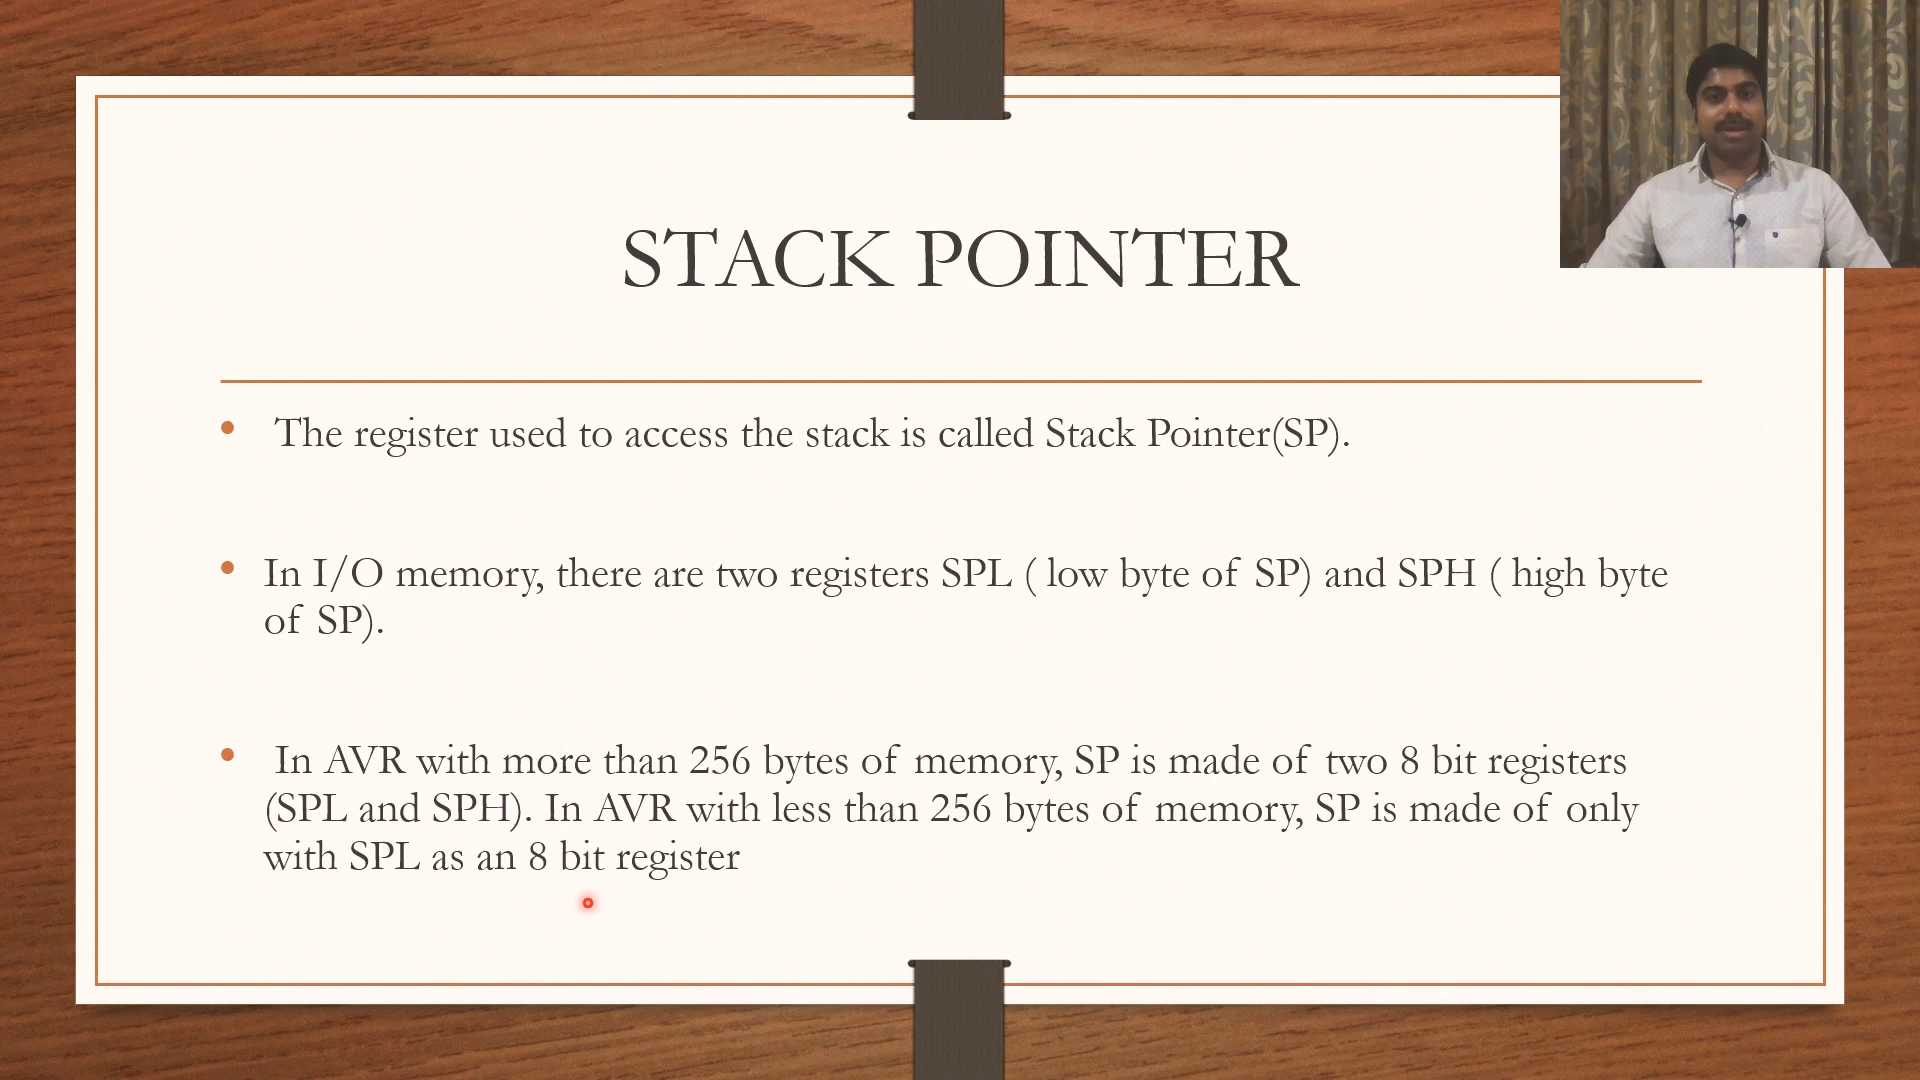 STACK POINTER
• The register used to access the stack is called Stack Pointer(SP).
• In I/O memory, there are two registers SPL ( low byte of SP) and SPH ( high byte
of SP).
• In AVR with more than 256 bytes of memory, SP is made of two 8 bit registers
(SPL and SPH). In AVR with less than 256 bytes of memory, SP is made of only
with SPL as an 8 bit register